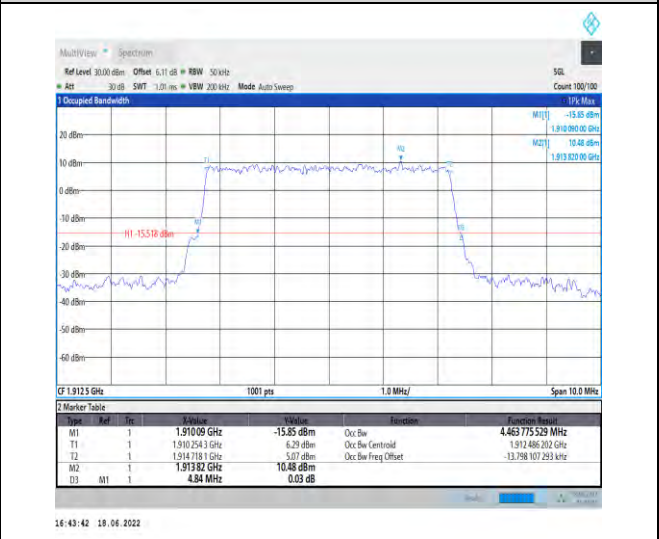 MultiView Spectrum
Ref Level 30.00 dBm Offset 6.11 dB RBW 50 kHz SGL
Att 30 dB SWT 1.01 ms VBW 200 kHz Mode Auto Sweep Count 100/100
1 Occupied Bandwidth 1Pk Max
M1[1] -15.85 dBm
1.910 090 00 GHz
M2[1] 10.48 dBm
1.913 820 00 GHz
20 dBm
10 dBm
0 dBm
-10 dBm
-20 dBm
-30 dBm
-40 dBm
-50 dBm
-60 dBm
T1
M2
T2
M1
H1 -15.518 dBm
CF 1.912 5 GHz 1001 pts 1.0 MHz/ Span 10.0 MHz
2 Marker Table
Type Ref Trc X-Value Y-Value Function Function Result
M1 1 1.910 09 GHz -15.85 dBm Occ Bw 4.463 775 529 MHz
T1 1 1.910 254 3 GHz 6.29 dBm Occ Bw Centroid 1.912 486 202 GHz
T2 1 1.914 718 1 GHz 5.07 dBm Occ Bw Freq Offset -13.798 107 293 kHz
M2 1 1.913 82 GHz 10.48 dBm
D3 M1 1 4.84 MHz 0.03 dB
16:43:42 18.06.2022